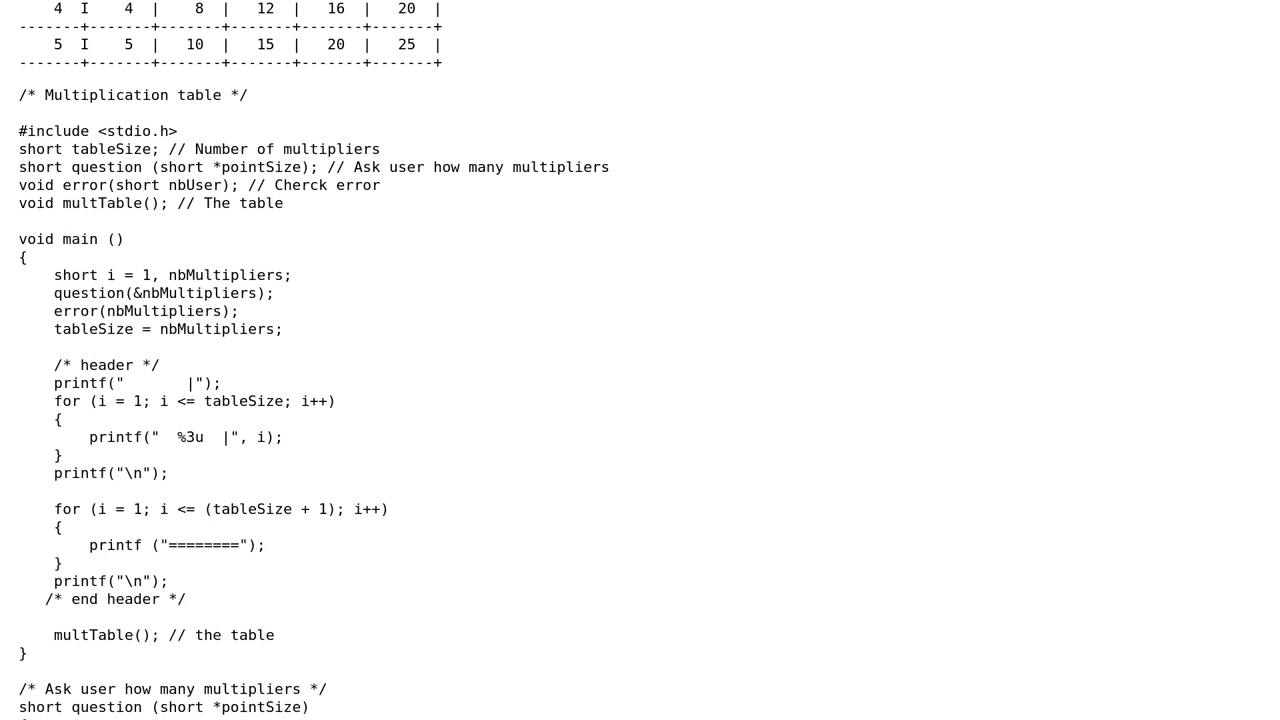 4  I    4  |    8  |   12  |   16  |   20  |
-------+-------+-------+-------+-------+-------+
    5  I    5  |   10  |   15  |   20  |   25  |
-------+-------+-------+-------+-------+-------+
/* Multiplication table */
#include <stdio.h>
short tableSize; // Number of multipliers
short question (short *pointSize); // Ask user how many multipliers
void error(short nbUser); // Cherck error
void multTable(); // The table
void main ()
{
    short i = 1, nbMultipliers;
    question(&nbMultipliers);
    error(nbMultipliers);
    tableSize = nbMultipliers;
    /* header */
    printf("       |");
    for (i = 1; i <= tableSize; i++)
    {
        printf("  %3u  |", i);
    }
    printf("\n");
    for (i = 1; i <= (tableSize + 1); i++)
    {
        printf ("========");
    }
    printf("\n");
   /* end header */
    multTable(); // the table
}
/* Ask user how many multipliers */
short question (short *pointSize)